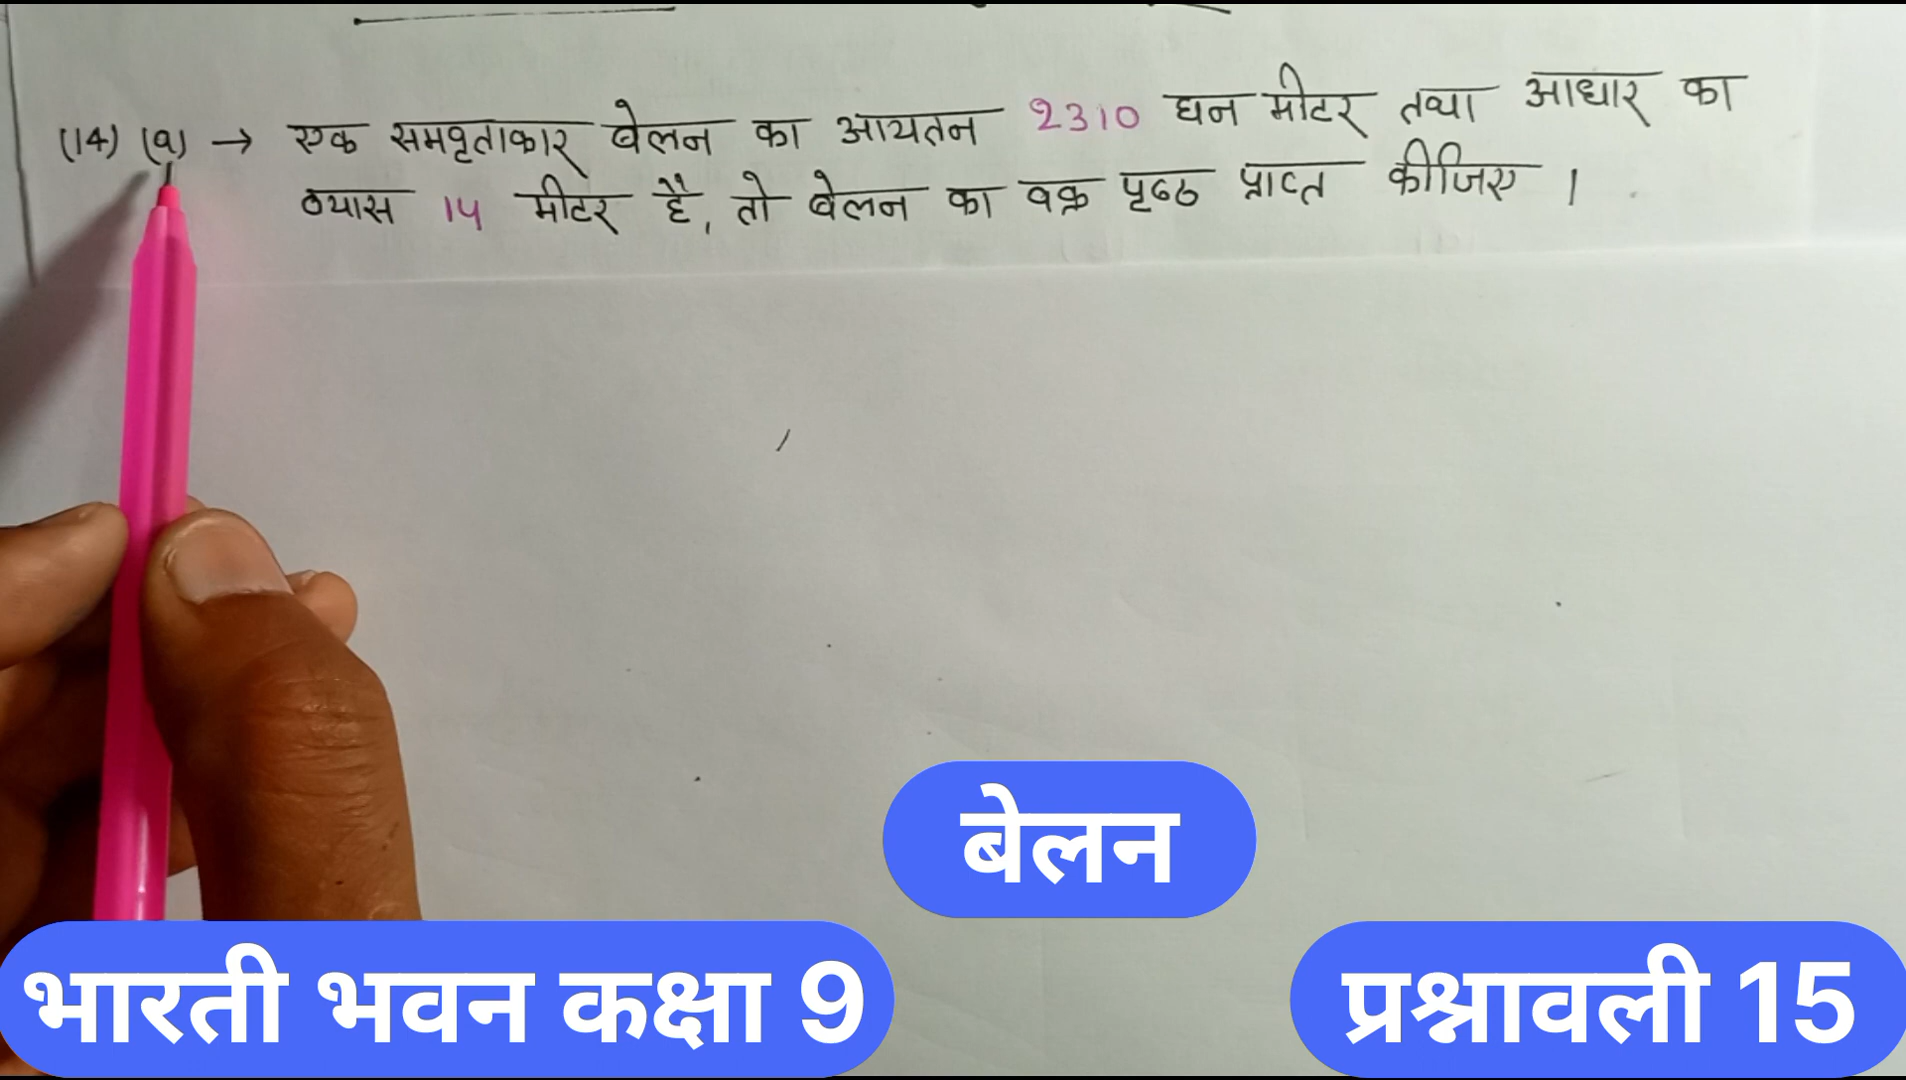 (14) (a) → एक समवृताकार बेलन का आयतन 2310 घन मीटर तथा आधार का
व्यास 14 मीटर है, तो बेलन का वक्र पृष्ठ प्राप्त कीजिए ।
बेलन
भारती भवन कक्षा 9
प्रश्नावली 15